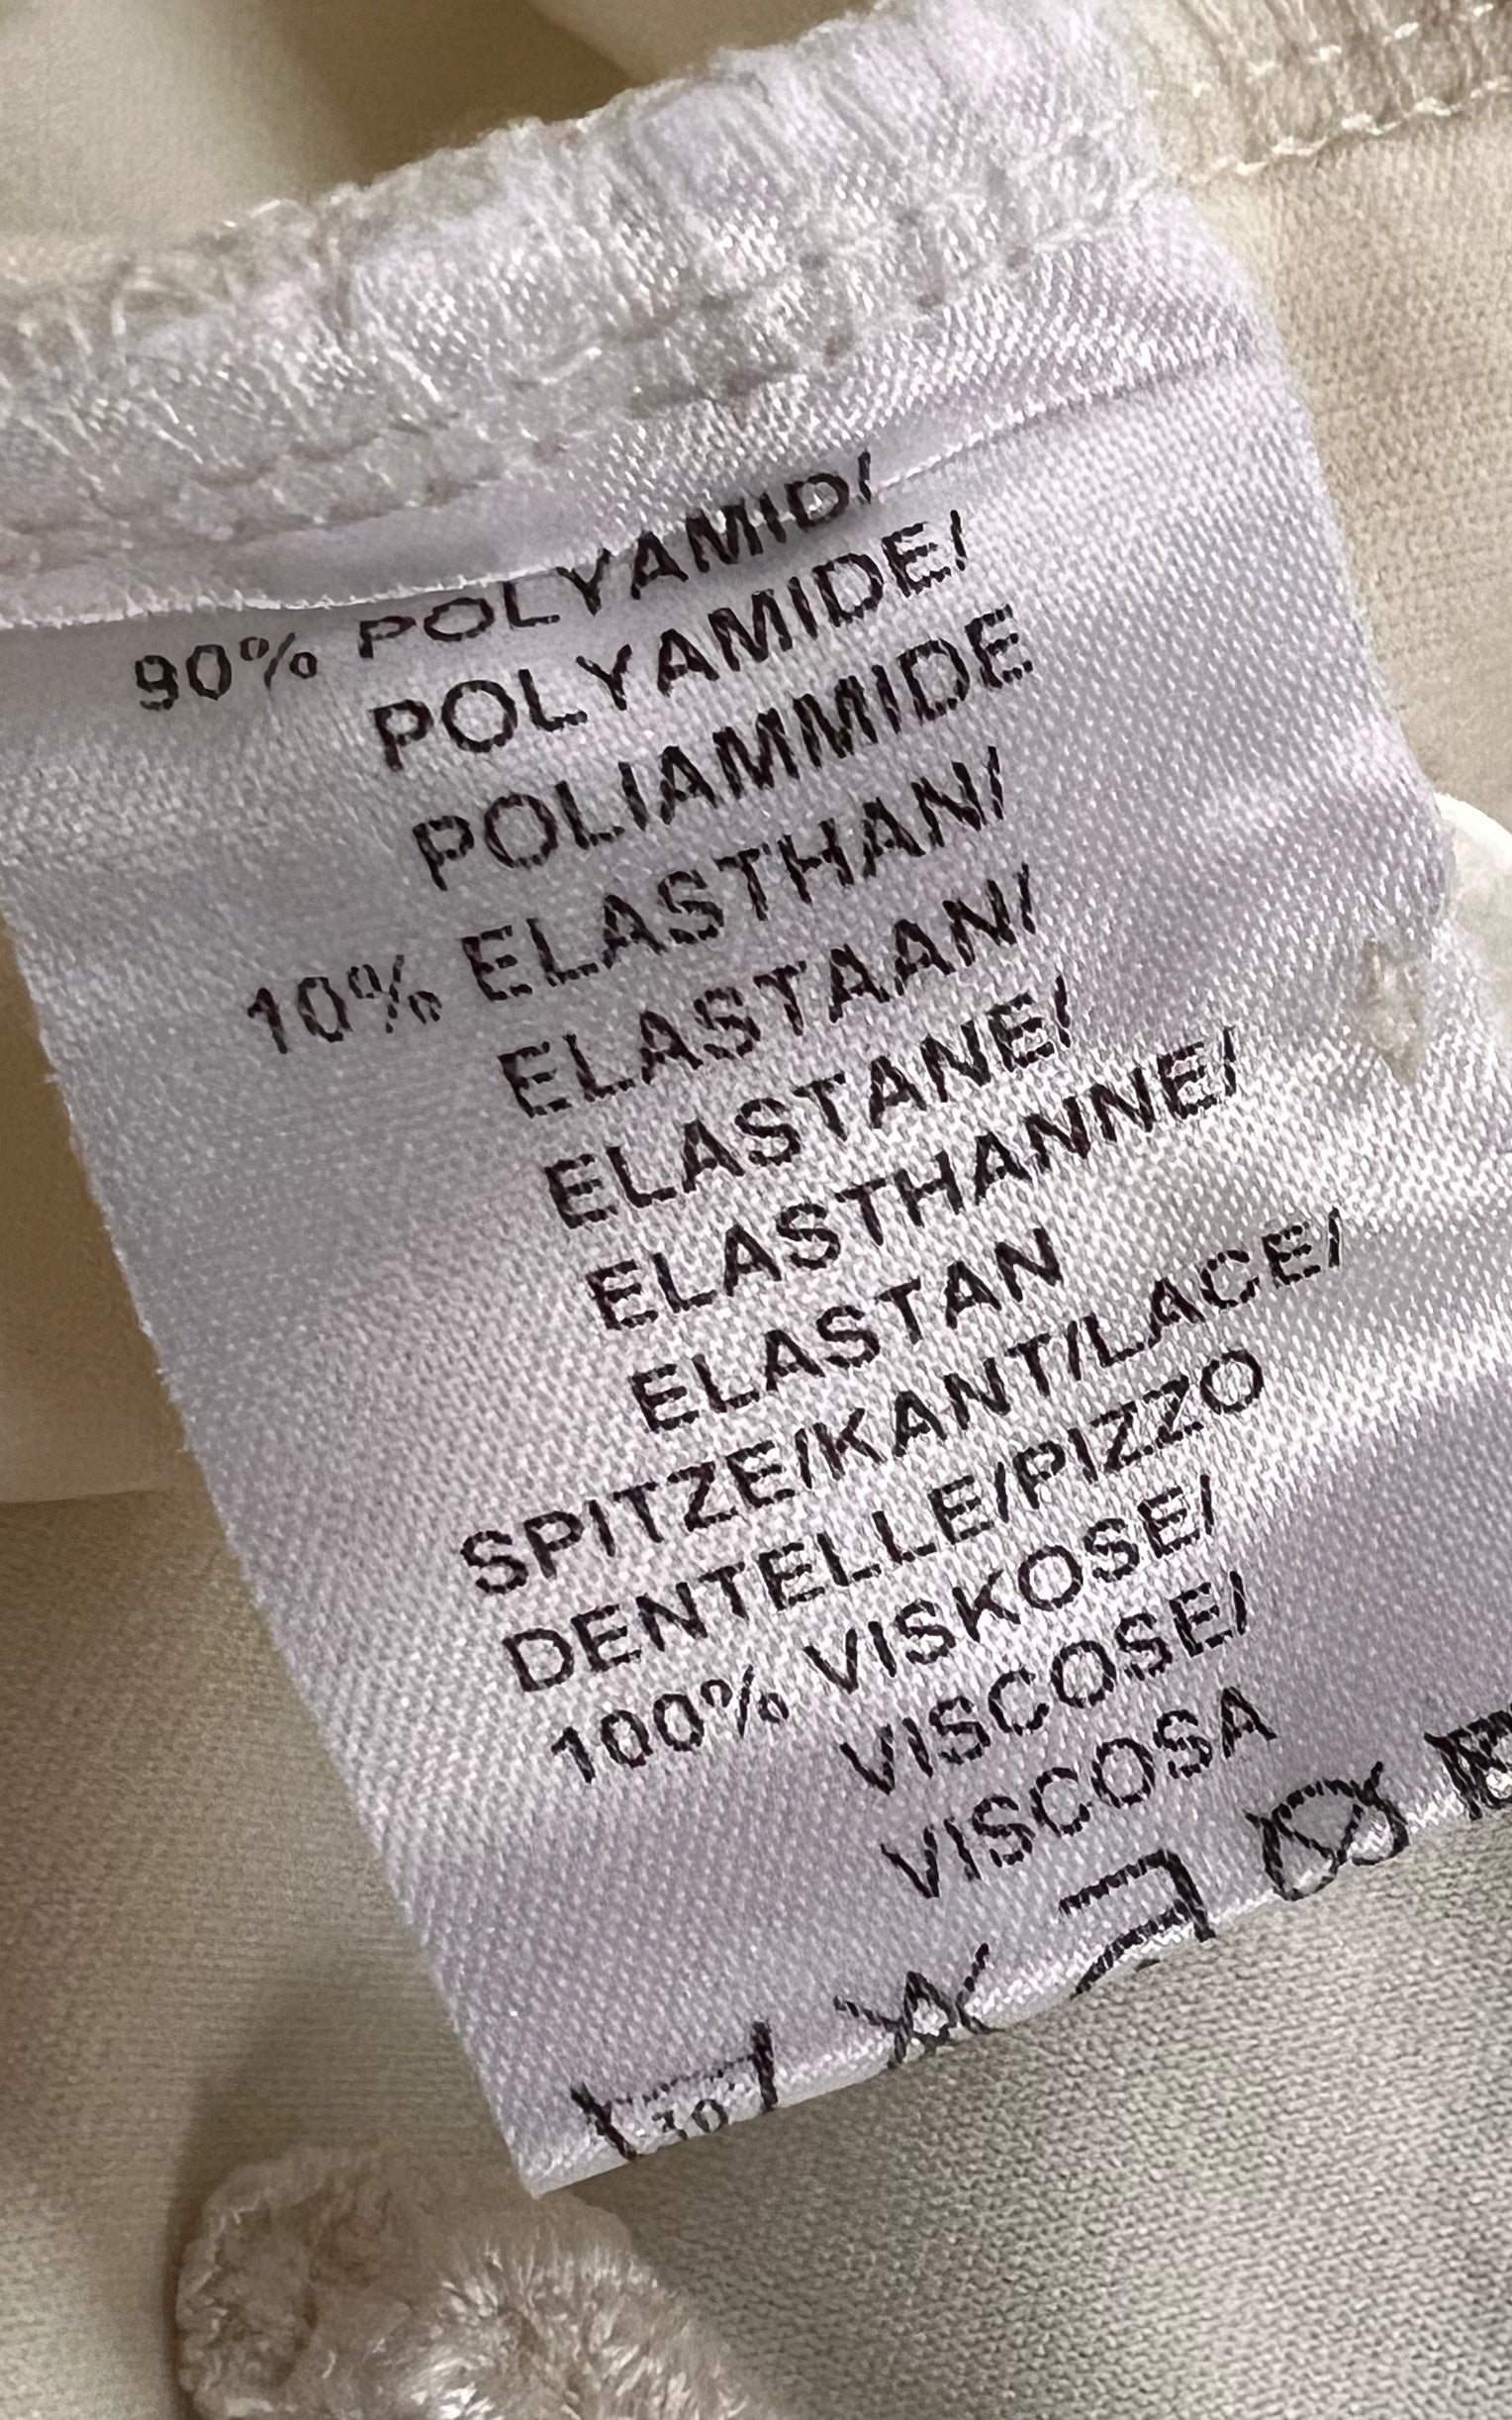 90% POLYAMID/
POLYAMIDE/
POLIAMMIDE
10% ELASTHAN/
ELASTAAN/
ELASTANE/
ELASTHANNE/
ELASTAN
SPITZE/KANT/LACE/
DENTELLE/PIZZO
100% VISKOSE/
VISCOSE/
VISCOSA
30